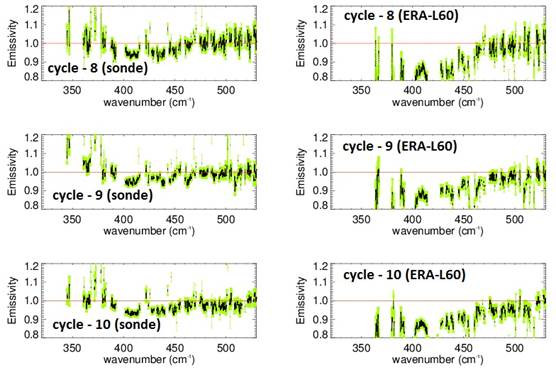 1.2
1.1
1.0
0.9
0.8
Emissivity
cycle - 8 (sonde)
350 400 450 500
wavenumber (cm-1)
1.2
1.1
1.0
0.9
0.8
Emissivity
cycle - 8 (ERA-L60)
350 400 450 500
wavenumber (cm-1)
1.2
1.1
1.0
0.9
0.8
Emissivity
cycle - 9 (sonde)
350 400 450 500
wavenumber (cm-1)
1.2
1.1
1.0
0.9
0.8
Emissivity
cycle - 9 (ERA-L60)
350 400 450 500
wavenumber (cm-1)
1.2
1.1
1.0
0.9
0.8
Emissivity
cycle - 10 (sonde)
350 400 450 500
wavenumber (cm-1)
1.2
1.1
1.0
0.9
0.8
Emissivity
cycle - 10 (ERA-L60)
350 400 450 500
wavenumber (cm-1)